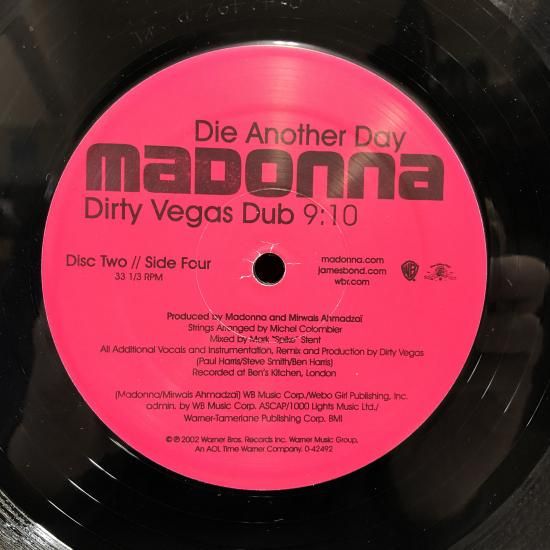 Die Another Day
madonna
Dirty Vegas Dub 9:10
Disc Two // Side Four
33 1/3 RPM
madonna.com
jamesbond.com
wbr.com
WB
Produced by Madonna and Mirwais Ahmadzaï
Strings Arranged by Michel Colombier
Mixed by Mark "Spike" Stent
All Additional Vocals and Instrumentation, Remix and Production by Dirty Vegas
(Paul Harris/Steve Smith/Ben Harris)
Recorded at Ben's Kitchen, London
(Madonna/Mirwais Ahmadzaï) WB Music Corp./Webo Girl Publishing, Inc.
admin. by WB Music Corp. ASCAP/1000 Lights Music Ltd./
Warner-Tamerlane Publishing Corp. BMI
© ℗ 2002 Warner Bros. Records Inc. Warner Music Group,
An AOL Time Warner Company. 0-42492